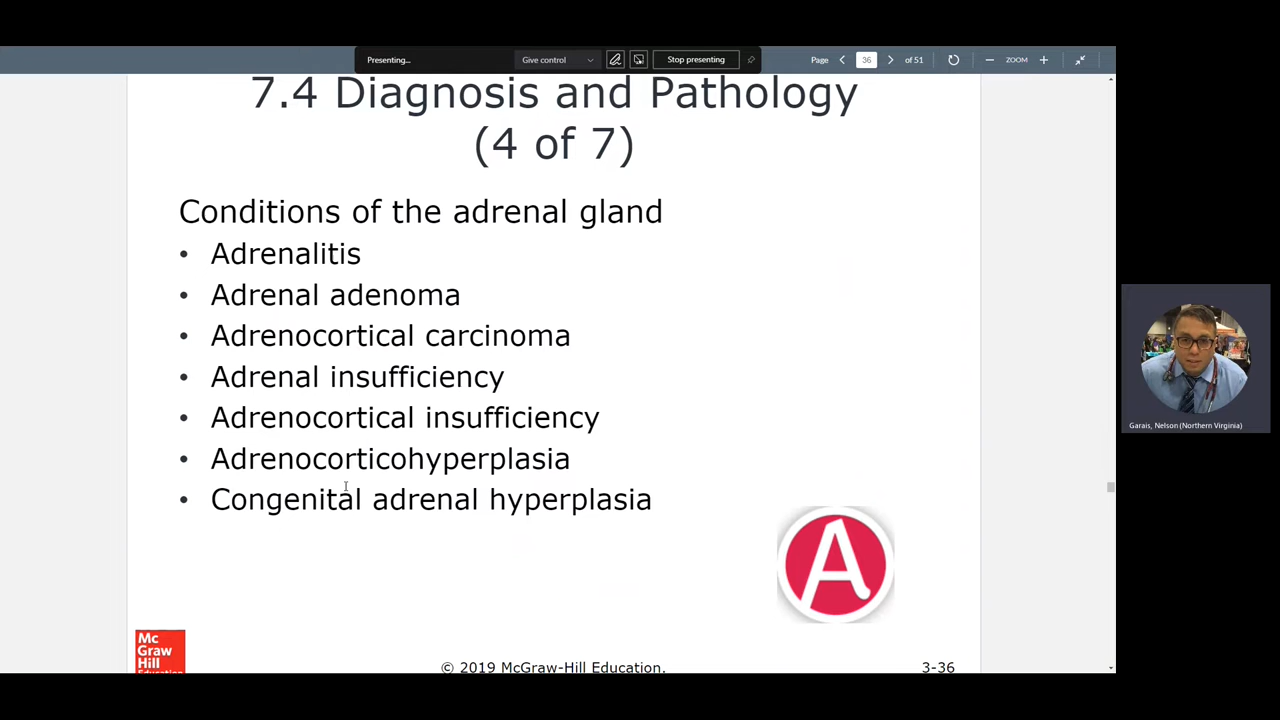 Presenting... Give control Stop presenting Page 36 of 51 ZOOM
7.4 Diagnosis and Pathology
(4 of 7)
Conditions of the adrenal gland
• Adrenalitis
• Adrenal adenoma
• Adrenocortical carcinoma
• Adrenal insufficiency
• Adrenocortical insufficiency
• Adrenocorticohyperplasia
• Congenital adrenal hyperplasia
A
Garais, Nelson (Northern Virginia)
Mc
Graw
Hill
Education
© 2019 McGraw-Hill Education.
3-36